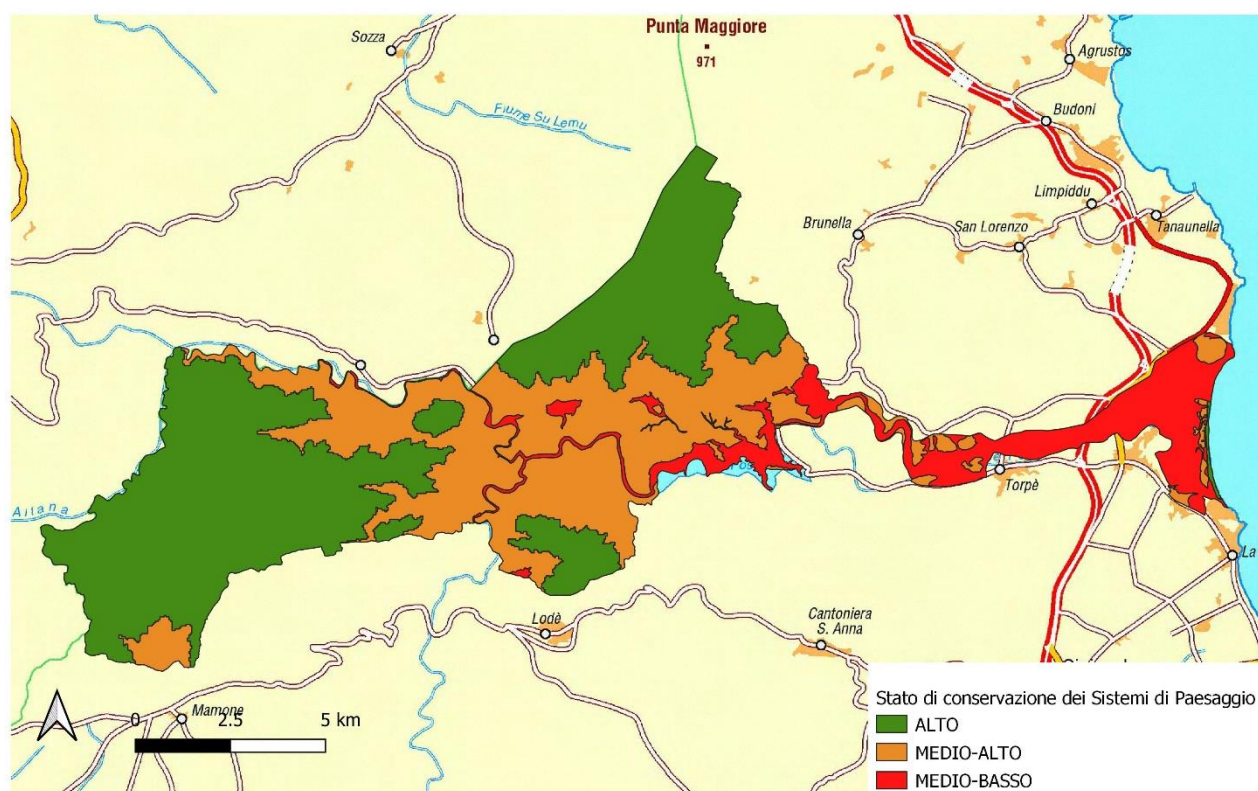 Punta Maggiore
971
Sozza
Agrustos
Fiume Su Lemu
Budoni
Limpiddu
Brunella
San Lorenzo
Tanaunella
Torpè
La
Lodè
Cantoniera
S. Anna
Mamone
0 2.5 5 km
Stato di conservazione dei Sistemi di Paesaggio
ALTO
MEDIO-ALTO
MEDIO-BASSO